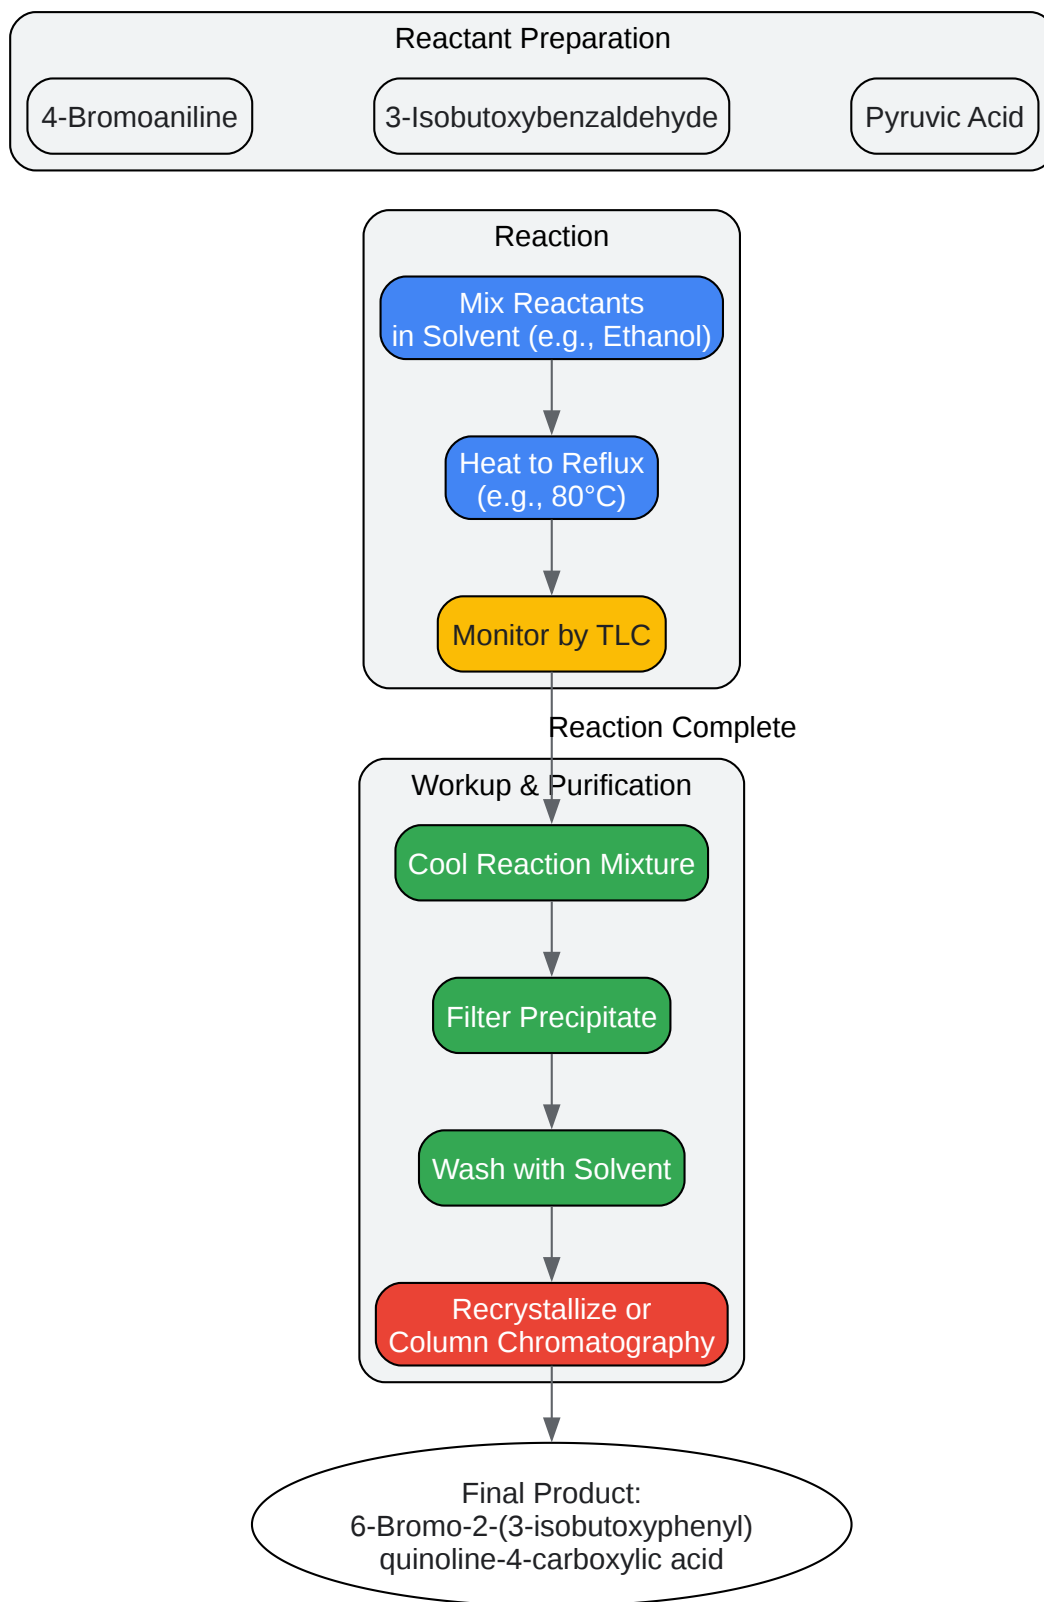 Reactant Preparation
4-Bromoaniline
3-Isobutoxybenzaldehyde
Pyruvic Acid
Reaction
Mix Reactants
in Solvent (e.g., Ethanol)
Heat to Reflux
(e.g., 80°C)
Monitor by TLC
Reaction Complete
Workup & Purification
Cool Reaction Mixture
Filter Precipitate
Wash with Solvent
Recrystallize or
Column Chromatography
Final Product:
6-Bromo-2-(3-isobutoxyphenyl)
quinoline-4-carboxylic acid